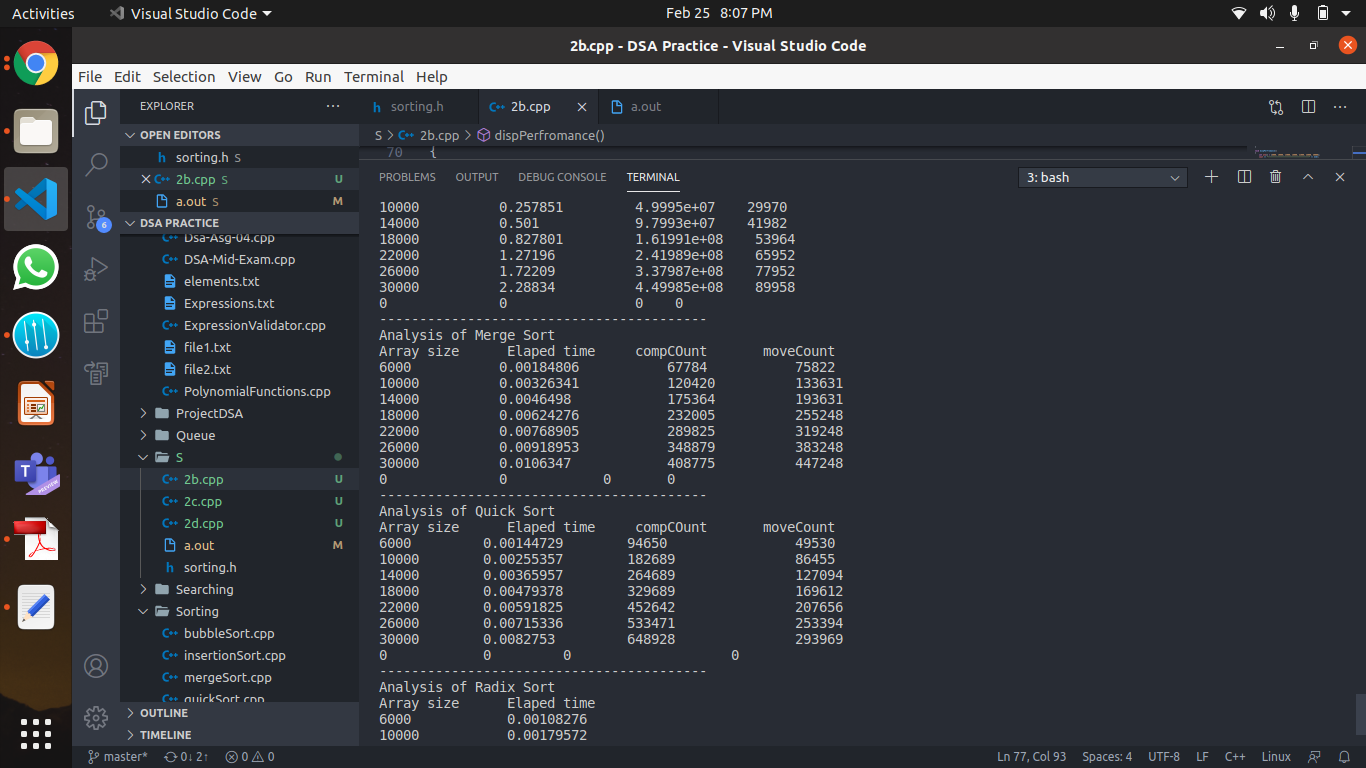 Activities
Visual Studio Code
Feb 25 8:07 PM
2b.cpp - DSA Practice - Visual Studio Code
File Edit Selection View Go Run Terminal Help
EXPLORER ···
OPEN EDITORS
sorting.h S
2b.cpp S U
a.out S M
DSA PRACTICE
Dsa-Asg-04.cpp
DSA-Mid-Exam.cpp
elements.txt
Expressions.txt
ExpressionValidator.cpp
file1.txt
file2.txt
PolynomialFunctions.cpp
ProjectDSA
Queue
S
2b.cpp U
2c.cpp U
2d.cpp U
a.out M
sorting.h
Searching
Sorting
bubbleSort.cpp
insertionSort.cpp
mergeSort.cpp
quickSort.cpp
OUTLINE
TIMELINE
6
T
PREVIEW
PDF
sorting.h 2b.cpp a.out ···
S > 2b.cpp > dispPerfromance()
70 {
PROBLEMS OUTPUT DEBUG CONSOLE TERMINAL 3: bash
10000 0.257851 4.9995e+07 29970
14000 0.501 9.7993e+07 41982
18000 0.827801 1.61991e+08 53964
22000 1.27196 2.41989e+08 65952
26000 1.72209 3.37987e+08 77952
30000 2.28834 4.49985e+08 89958
0 0 0 0
-----------------------------------------
Analysis of Merge Sort
Array size Elaped time compCOunt moveCount
6000 0.00184806 67784 75822
10000 0.00326341 120420 133631
14000 0.0046498 175364 193631
18000 0.00624276 232005 255248
22000 0.00768905 289825 319248
26000 0.00918953 348879 383248
30000 0.0106347 408775 447248
0 0 0 0
-----------------------------------------
Analysis of Quick Sort
Array size Elaped time compCOunt moveCount
6000 0.00144729 94650 49530
10000 0.00255357 182689 86455
14000 0.00365957 264689 127094
18000 0.00479378 329689 169612
22000 0.00591825 452642 207656
26000 0.00715336 533471 253394
30000 0.0082753 648928 293969
0 0 0 0
-----------------------------------------
Analysis of Radix Sort
Array size Elaped time
6000 0.00108276
10000 0.00179572
master* 0↓ 2↑ 0 0 Ln 77, Col 93 Spaces: 4 UTF-8 LF C++ Linux